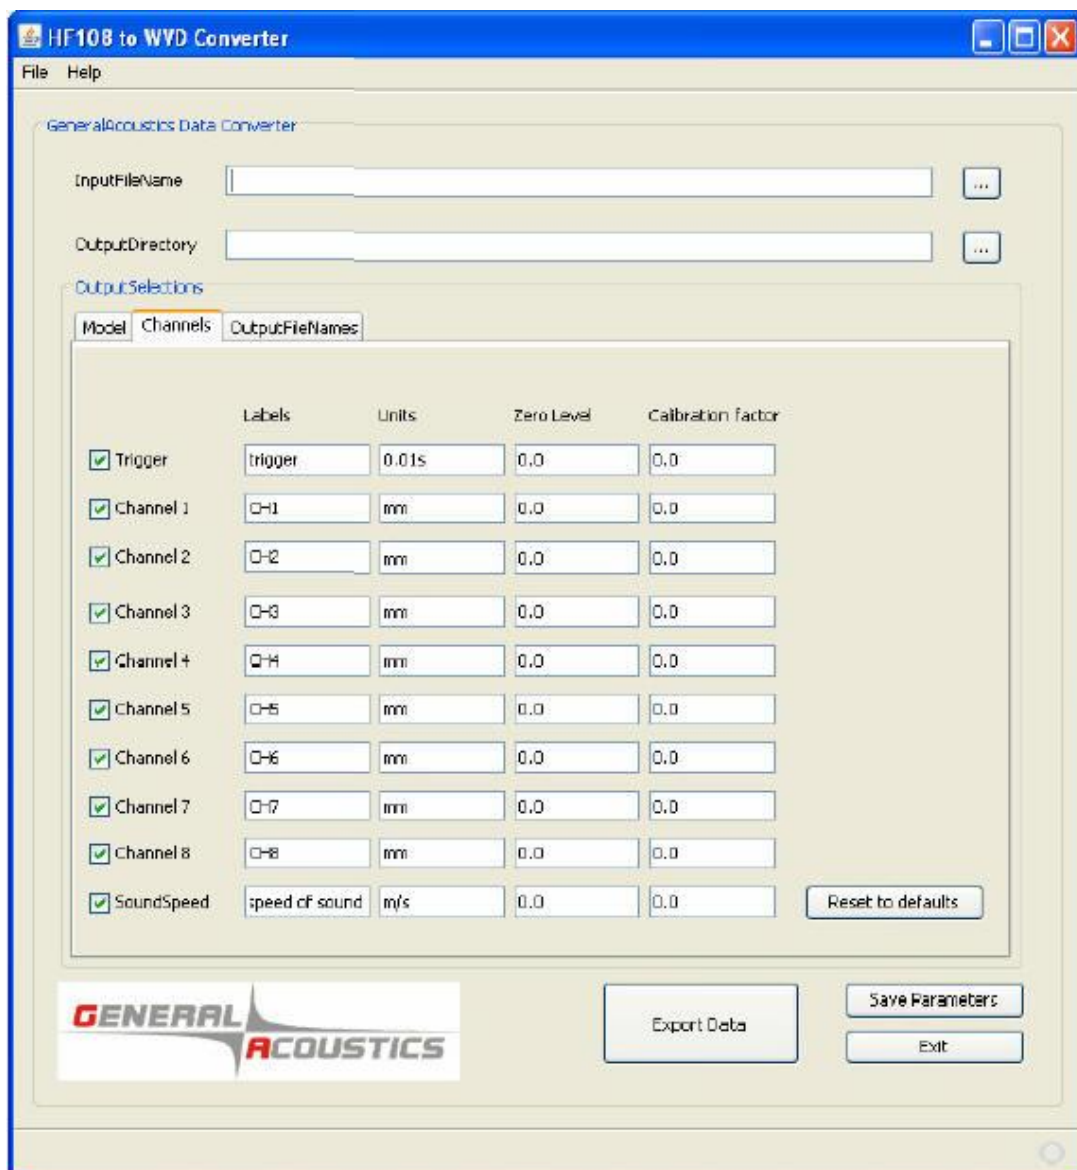 HF108 to WVD Converter
File Help
GeneralAcoustics Data Converter
InputFileName ...
OutputDirectory ...
OutputSelections
Model Channels OutputFileNames
Labels Units Zero Level Calibration factor
Trigger trigger 0.01s 0.0 0.0
Channel 1 CH1 mm 0.0 0.0
Channel 2 CH2 mm 0.0 0.0
Channel 3 CH3 mm 0.0 0.0
Channel 4 CH4 mm 0.0 0.0
Channel 5 CH5 mm 0.0 0.0
Channel 6 CH6 mm 0.0 0.0
Channel 7 CH7 mm 0.0 0.0
Channel 8 CH8 mm 0.0 0.0
SoundSpeed speed of sound m/s 0.0 0.0 Reset to defaults
GENERAL
ACOUSTICS
Export Data
Save Parameters
Exit